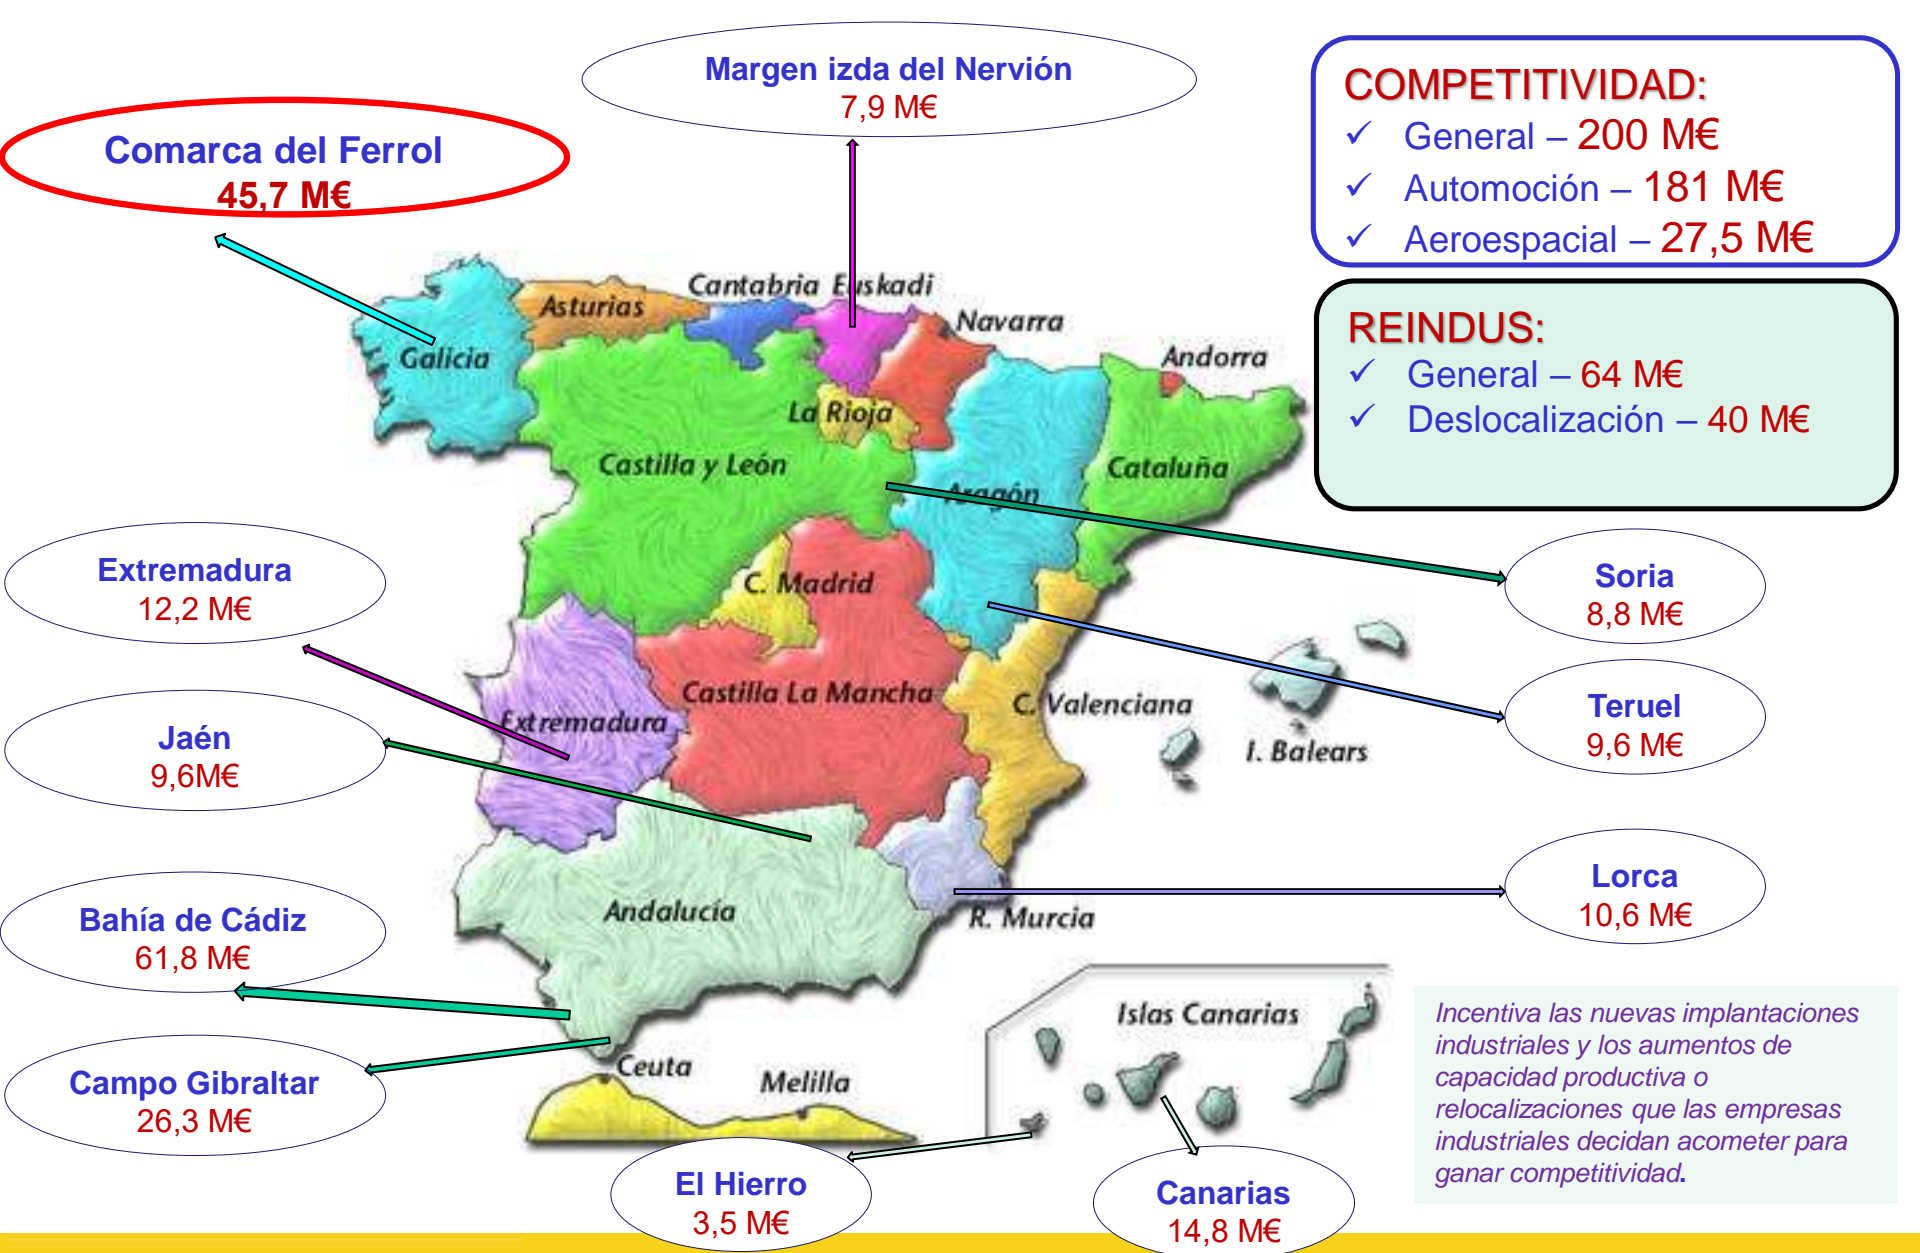 Margen izda del Nervión
7,9 M€
Comarca del Ferrol
45,7 M€
COMPETITIVIDAD:
✓ General – 200 M€
✓ Automoción – 181 M€
✓ Aeroespacial – 27,5 M€
REINDUS:
✓ General – 64 M€
✓ Deslocalización – 40 M€
Cantabria
Euskadi
Asturias
Navarra
Galicia
Andorra
La Rioja
Castilla y León
Aragón
Cataluña
Extremadura
12,2 M€
C. Madrid
Soria
8,8 M€
Castilla La Mancha
C. Valenciana
Extremadura
I. Balears
Teruel
9,6 M€
Jaén
9,6M€
Lorca
10,6 M€
Andalucía
R. Murcia
Bahía de Cádiz
61,8 M€
Islas Canarias
Ceuta
Melilla
Campo Gibraltar
26,3 M€
El Hierro
3,5 M€
Canarias
14,8 M€
Incentiva las nuevas implantaciones
industriales y los aumentos de
capacidad productiva o
relocalizaciones que las empresas
industriales decidan acometer para
ganar competitividad.